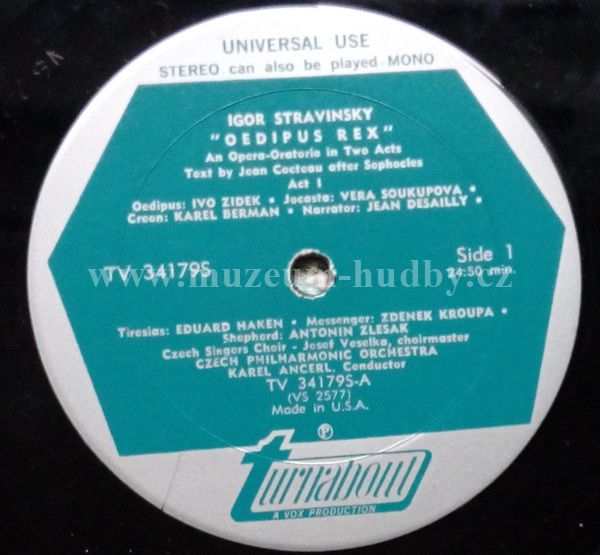 UNIVERSAL USE
STEREO can also be played MONO
IGOR STRAVINSKY
"OEDIPUS REX"
An Opera-Oratorio in Two Acts
Text by Jean Cocteau after Sophocles
Act I
Oedipus: IVO ZIDEK • Jocasta: VERA SOUKUPOVA •
Creon: KAREL BERMAN • Narrator: JEAN DESAILLY •
TV 34179S
Side 1
24:50 min.
www.muzeum-hudby.cz
Tiresias: EDUARD HAKEN • Messenger: ZDENEK KROUPA •
Shepherd: ANTONIN ZLESAK
Czech Singers Choir - Josef Veselka, choirmaster
CZECH PHILHARMONIC ORCHESTRA
KAREL ANCERL, Conductor
TV 34179S-A
(VS 2577)
Made in U.S.A.
℗
turnabout
A VOX PRODUCTION